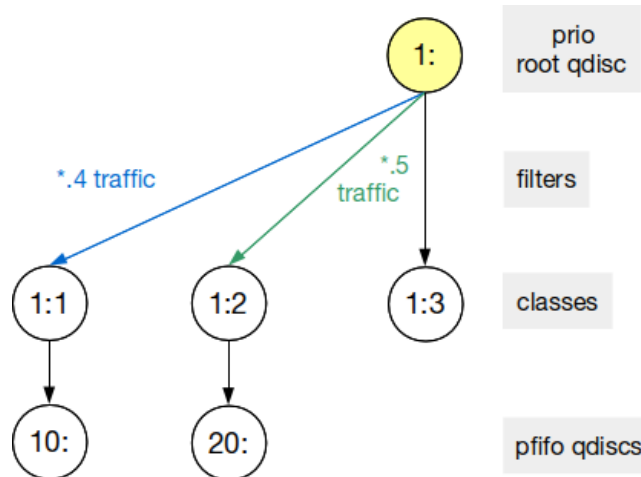 1:
prio
root qdisc
*.4 traffic
*.5
traffic
filters
1:1
1:2
1:3
classes
10:
20:
pfifo qdiscs